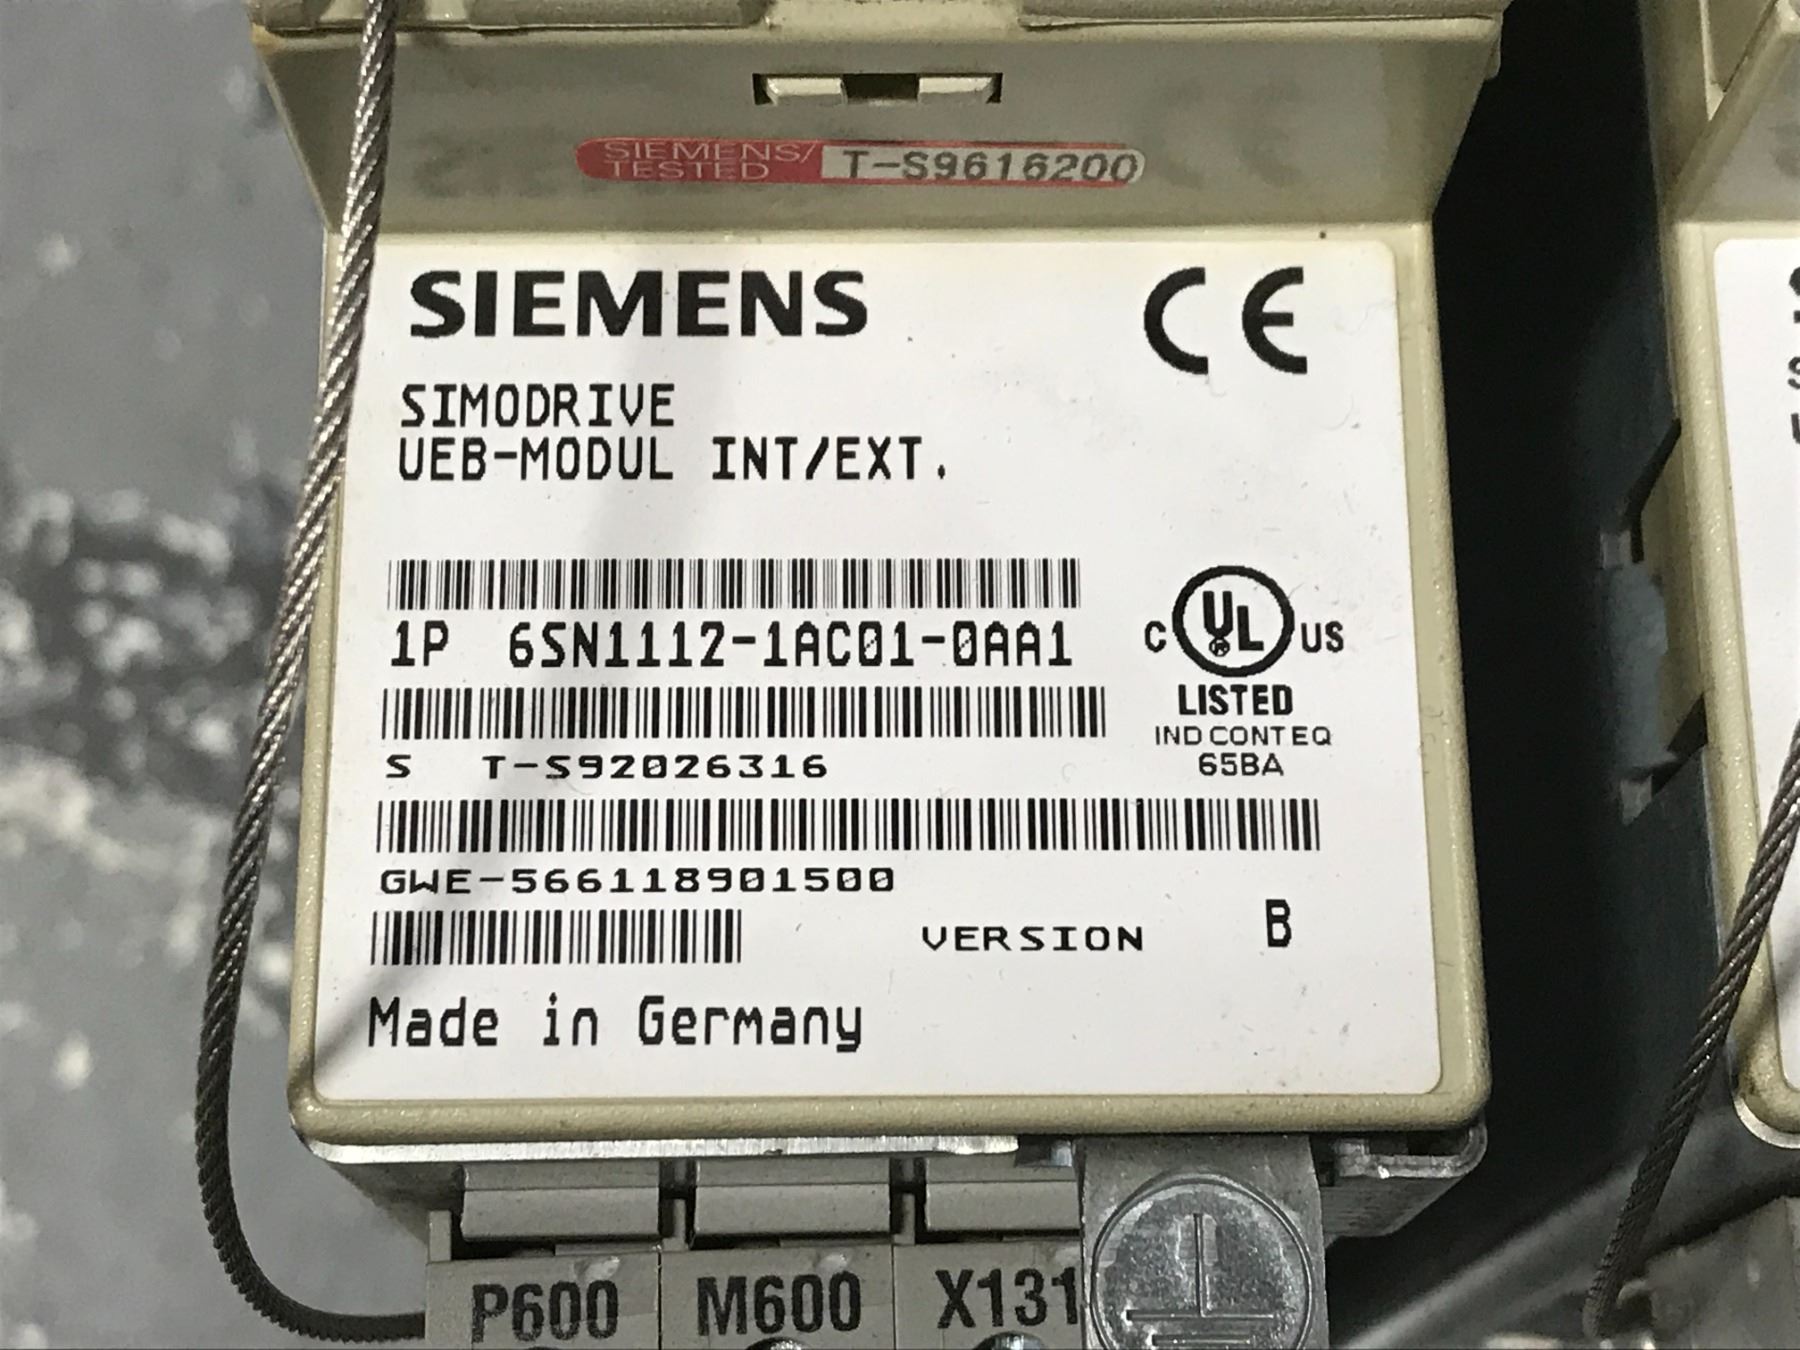 SIEMENS/
TESTED
T-S9616200
SIEMENS
CE
SIMODRIVE
UEB-MODUL INT/EXT.
1P 6SN1112-1AC01-0AA1
C UL US
LISTED
IND CONT EQ
65BA
S T-S92026316
GWE-566118901500
VERSION B
Made in Germany
P600 M600 X131